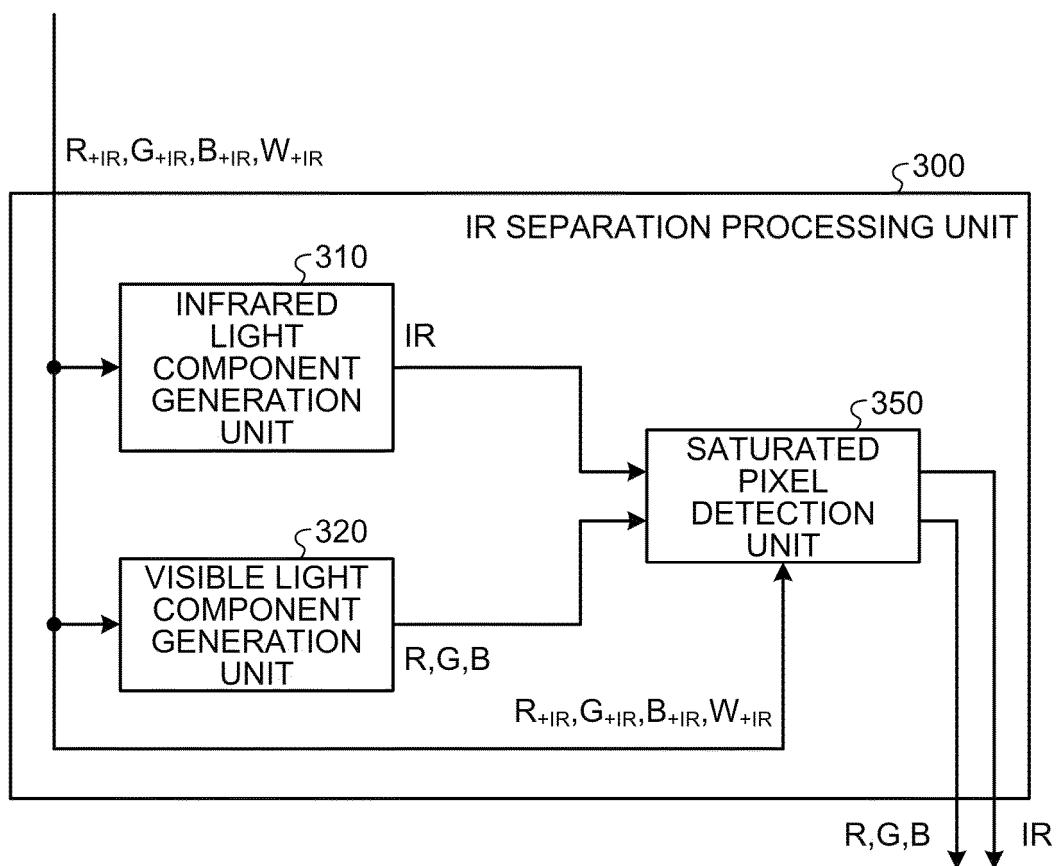 R+IR,G+IR,B+IR,W+IR
300
IR SEPARATION PROCESSING UNIT
310
INFRARED
LIGHT
COMPONENT
GENERATION
UNIT
IR
350
SATURATED
PIXEL
DETECTION
UNIT
320
VISIBLE LIGHT
COMPONENT
GENERATION
UNIT
R,G,B
R+IR,G+IR,B+IR,W+IR
R,G,B
IR